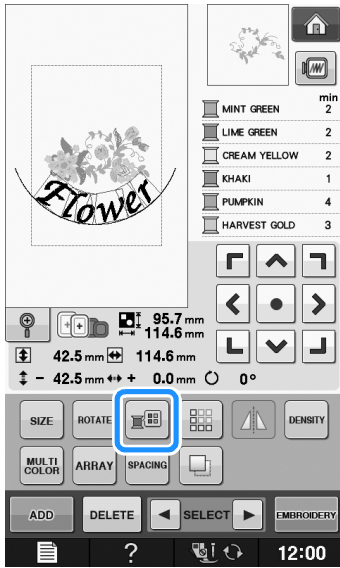 min
MINT GREEN 2
LIME GREEN 2
CREAM YELLOW 2
KHAKI 1
PUMPKIN 4
HARVEST GOLD 3
Flower
95.7 mm
114.6 mm
42.5 mm 114.6 mm
- 42.5 mm + 0.0 mm 0°
SIZE ROTATE DENSITY
MULTI COLOR ARRAY SPACING
ADD DELETE SELECT EMBROIDERY
? 12:00